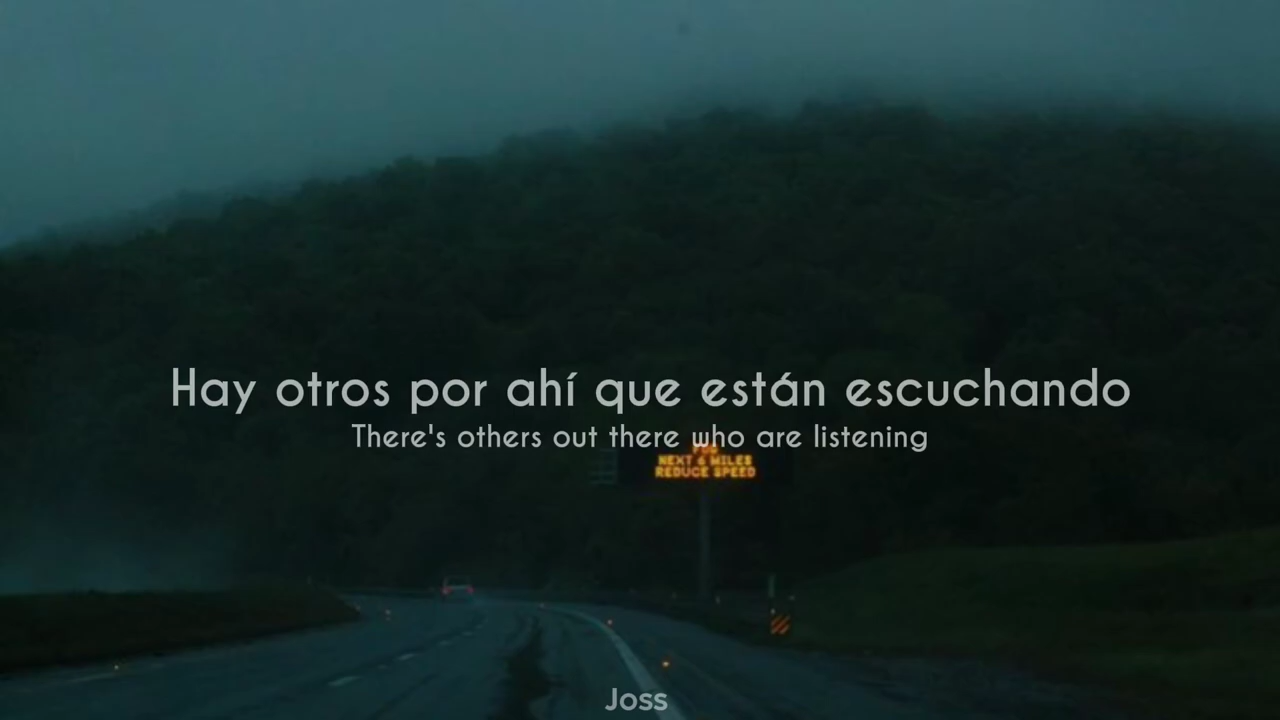 Hay otros por ahí que están escuchando
There's others out there who are listening
FOG
NEXT 6 MILES
REDUCE SPEED
Joss